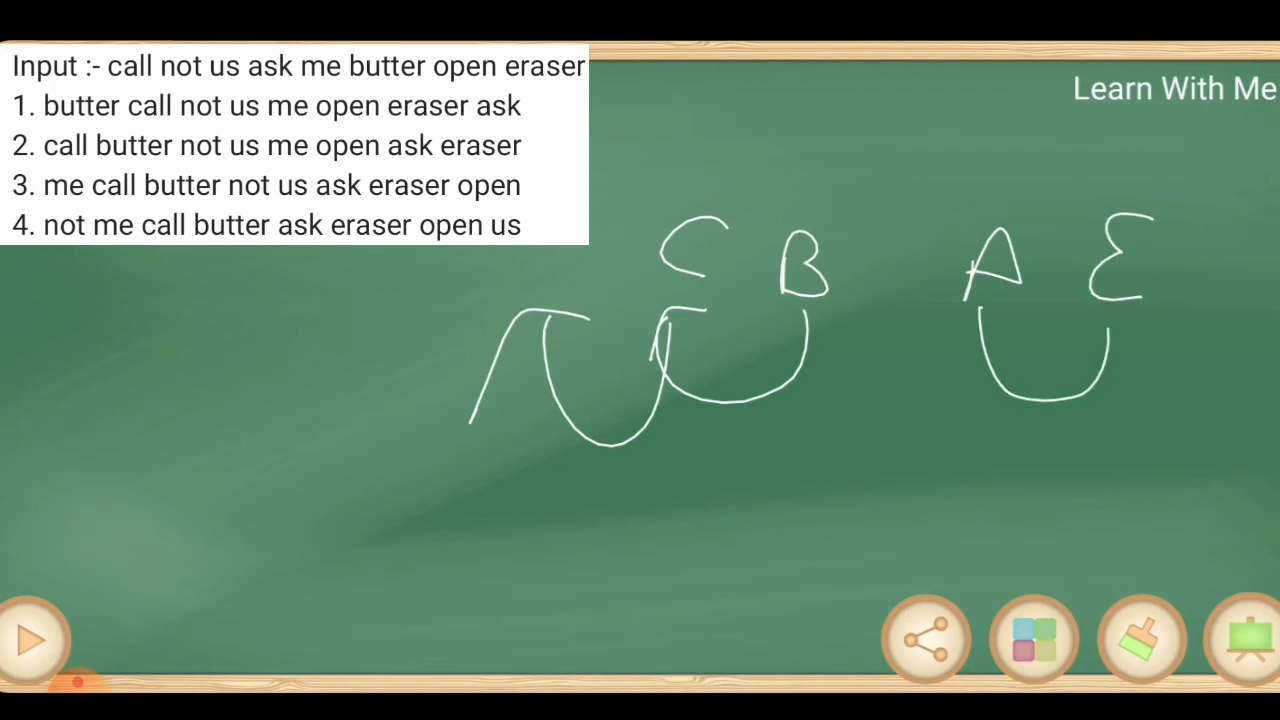 Input :- call not us ask me butter open eraser
1. butter call not us me open eraser ask
2. call butter not us me open ask eraser
3. me call butter not us ask eraser open
4. not me call butter ask eraser open us
Learn With Me
C B A E